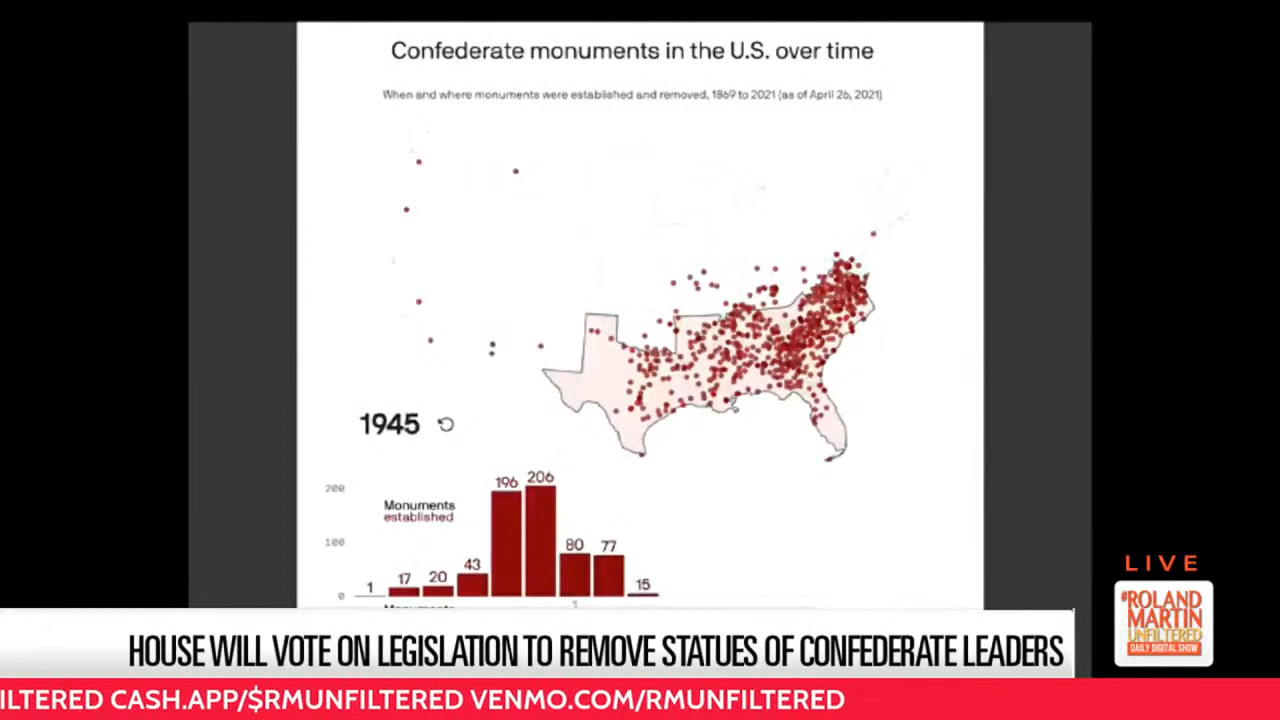 Confederate monuments in the U.S. over time
When and where monuments were established and removed, 1869 to 2021 (as of April 26, 2021)
1945
200
100
0
Monuments
established
1
17
20
43
196
206
80
77
15
1
LIVE
#ROLAND
MARTIN
UNFILTERED
DAILY DIGITAL SHOW
HOUSE WILL VOTE ON LEGISLATION TO REMOVE STATUES OF CONFEDERATE LEADERS
ILTERED CASH.APP/$RMUNFILTERED VENMO.COM/RMUNFILTERED